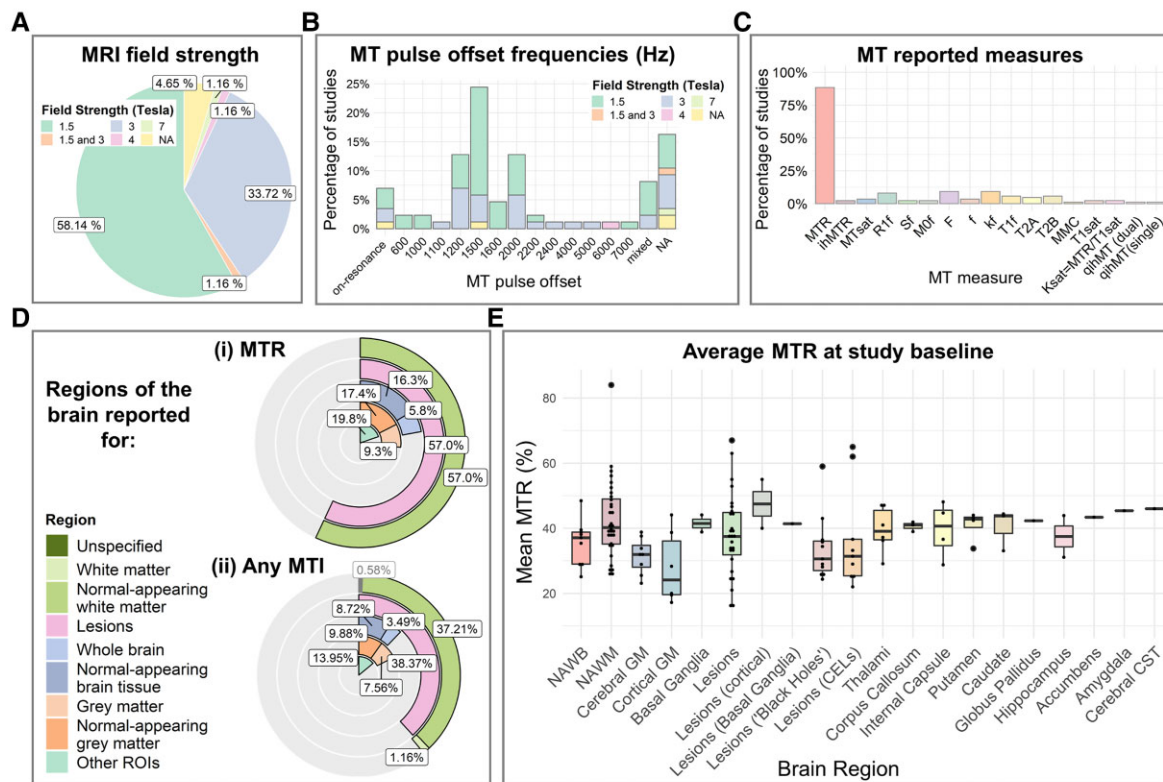 A
MRI field strength
4.65 %
1.16 %
1.16 %
Field Strength (Tesla)
1.5
3
7
1.5 and 3
4
NA
33.72 %
58.14 %
1.16 %
B
MT pulse offset frequencies (Hz)
Percentage of studies
25%
20%
15%
10%
5%
0%
Field Strength (Tesla)
1.5
3
7
1.5 and 3
4
NA
on-resonance
600
1000
1100
1200
1500
1600
2000
2200
2400
4000
5000
6000
7000
mixed
NA
MT pulse offset
C
MT reported measures
Percentage of studies
100%
75%
50%
25%
0%
MTR
ihMTR
MTsat
R1f
Sf
M0f
F
f
kf
T1f
T2A
T2B
MMC
T1sat
Ksat=MTR/T1sat
qihMT (dual)
qihMT(single)
MT measure
D
(i) MTR
Regions of the
brain reported
for:
16.3%
17.4%
5.8%
19.8%
9.3%
57.0%
57.0%
Region
Unspecified
White matter
Normal-appearing
white matter
Lesions
Whole brain
Normal-appearing
brain tissue
Grey matter
Normal-appearing
grey matter
Other ROIs
(ii) Any MTI
0.58%
8.72%
3.49%
37.21%
9.88%
13.95%
38.37%
7.56%
1.16%
E
Average MTR at study baseline
Mean MTR (%)
80
60
40
20
NAWB
NAWM
Cerebral GM
Cortical GM
Basal Ganglia
Lesions
Lesions (cortical)
Lesions (Basal Ganglia)
Lesions ('Black Holes')
Lesions (CELs)
Thalami
Corpus Callosum
Internal Capsule
Putamen
Caudate
Globus Pallidus
Hippocampus
Accumbens
Amygdala
Cerebral CST
Brain Region